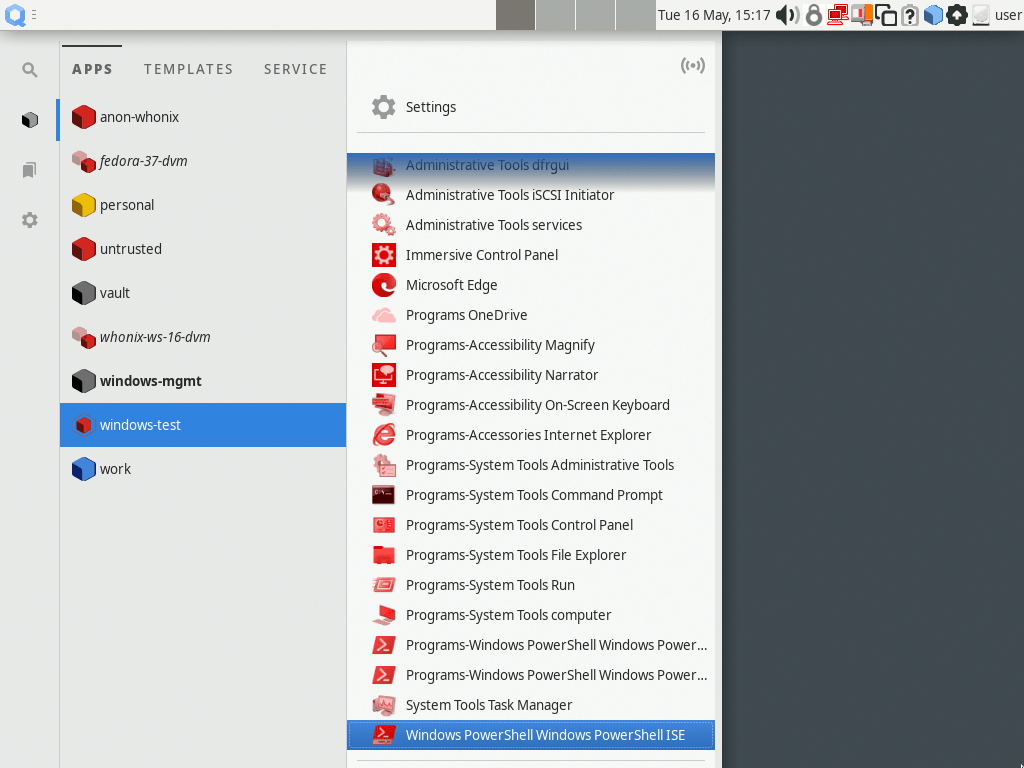 Tue 16 May, 15:17
user
APPS TEMPLATES SERVICE
anon-whonix
fedora-37-dvm
personal
untrusted
vault
whonix-ws-16-dvm
windows-mgmt
windows-test
work
Settings
Administrative Tools dfrgui
Administrative Tools iSCSI Initiator
Administrative Tools services
Immersive Control Panel
Microsoft Edge
Programs OneDrive
Programs-Accessibility Magnify
Programs-Accessibility Narrator
Programs-Accessibility On-Screen Keyboard
Programs-Accessories Internet Explorer
Programs-System Tools Administrative Tools
Programs-System Tools Command Prompt
Programs-System Tools Control Panel
Programs-System Tools File Explorer
Programs-System Tools Run
Programs-System Tools computer
Programs-Windows PowerShell Windows Power...
Programs-Windows PowerShell Windows Power...
System Tools Task Manager
Windows PowerShell Windows PowerShell ISE